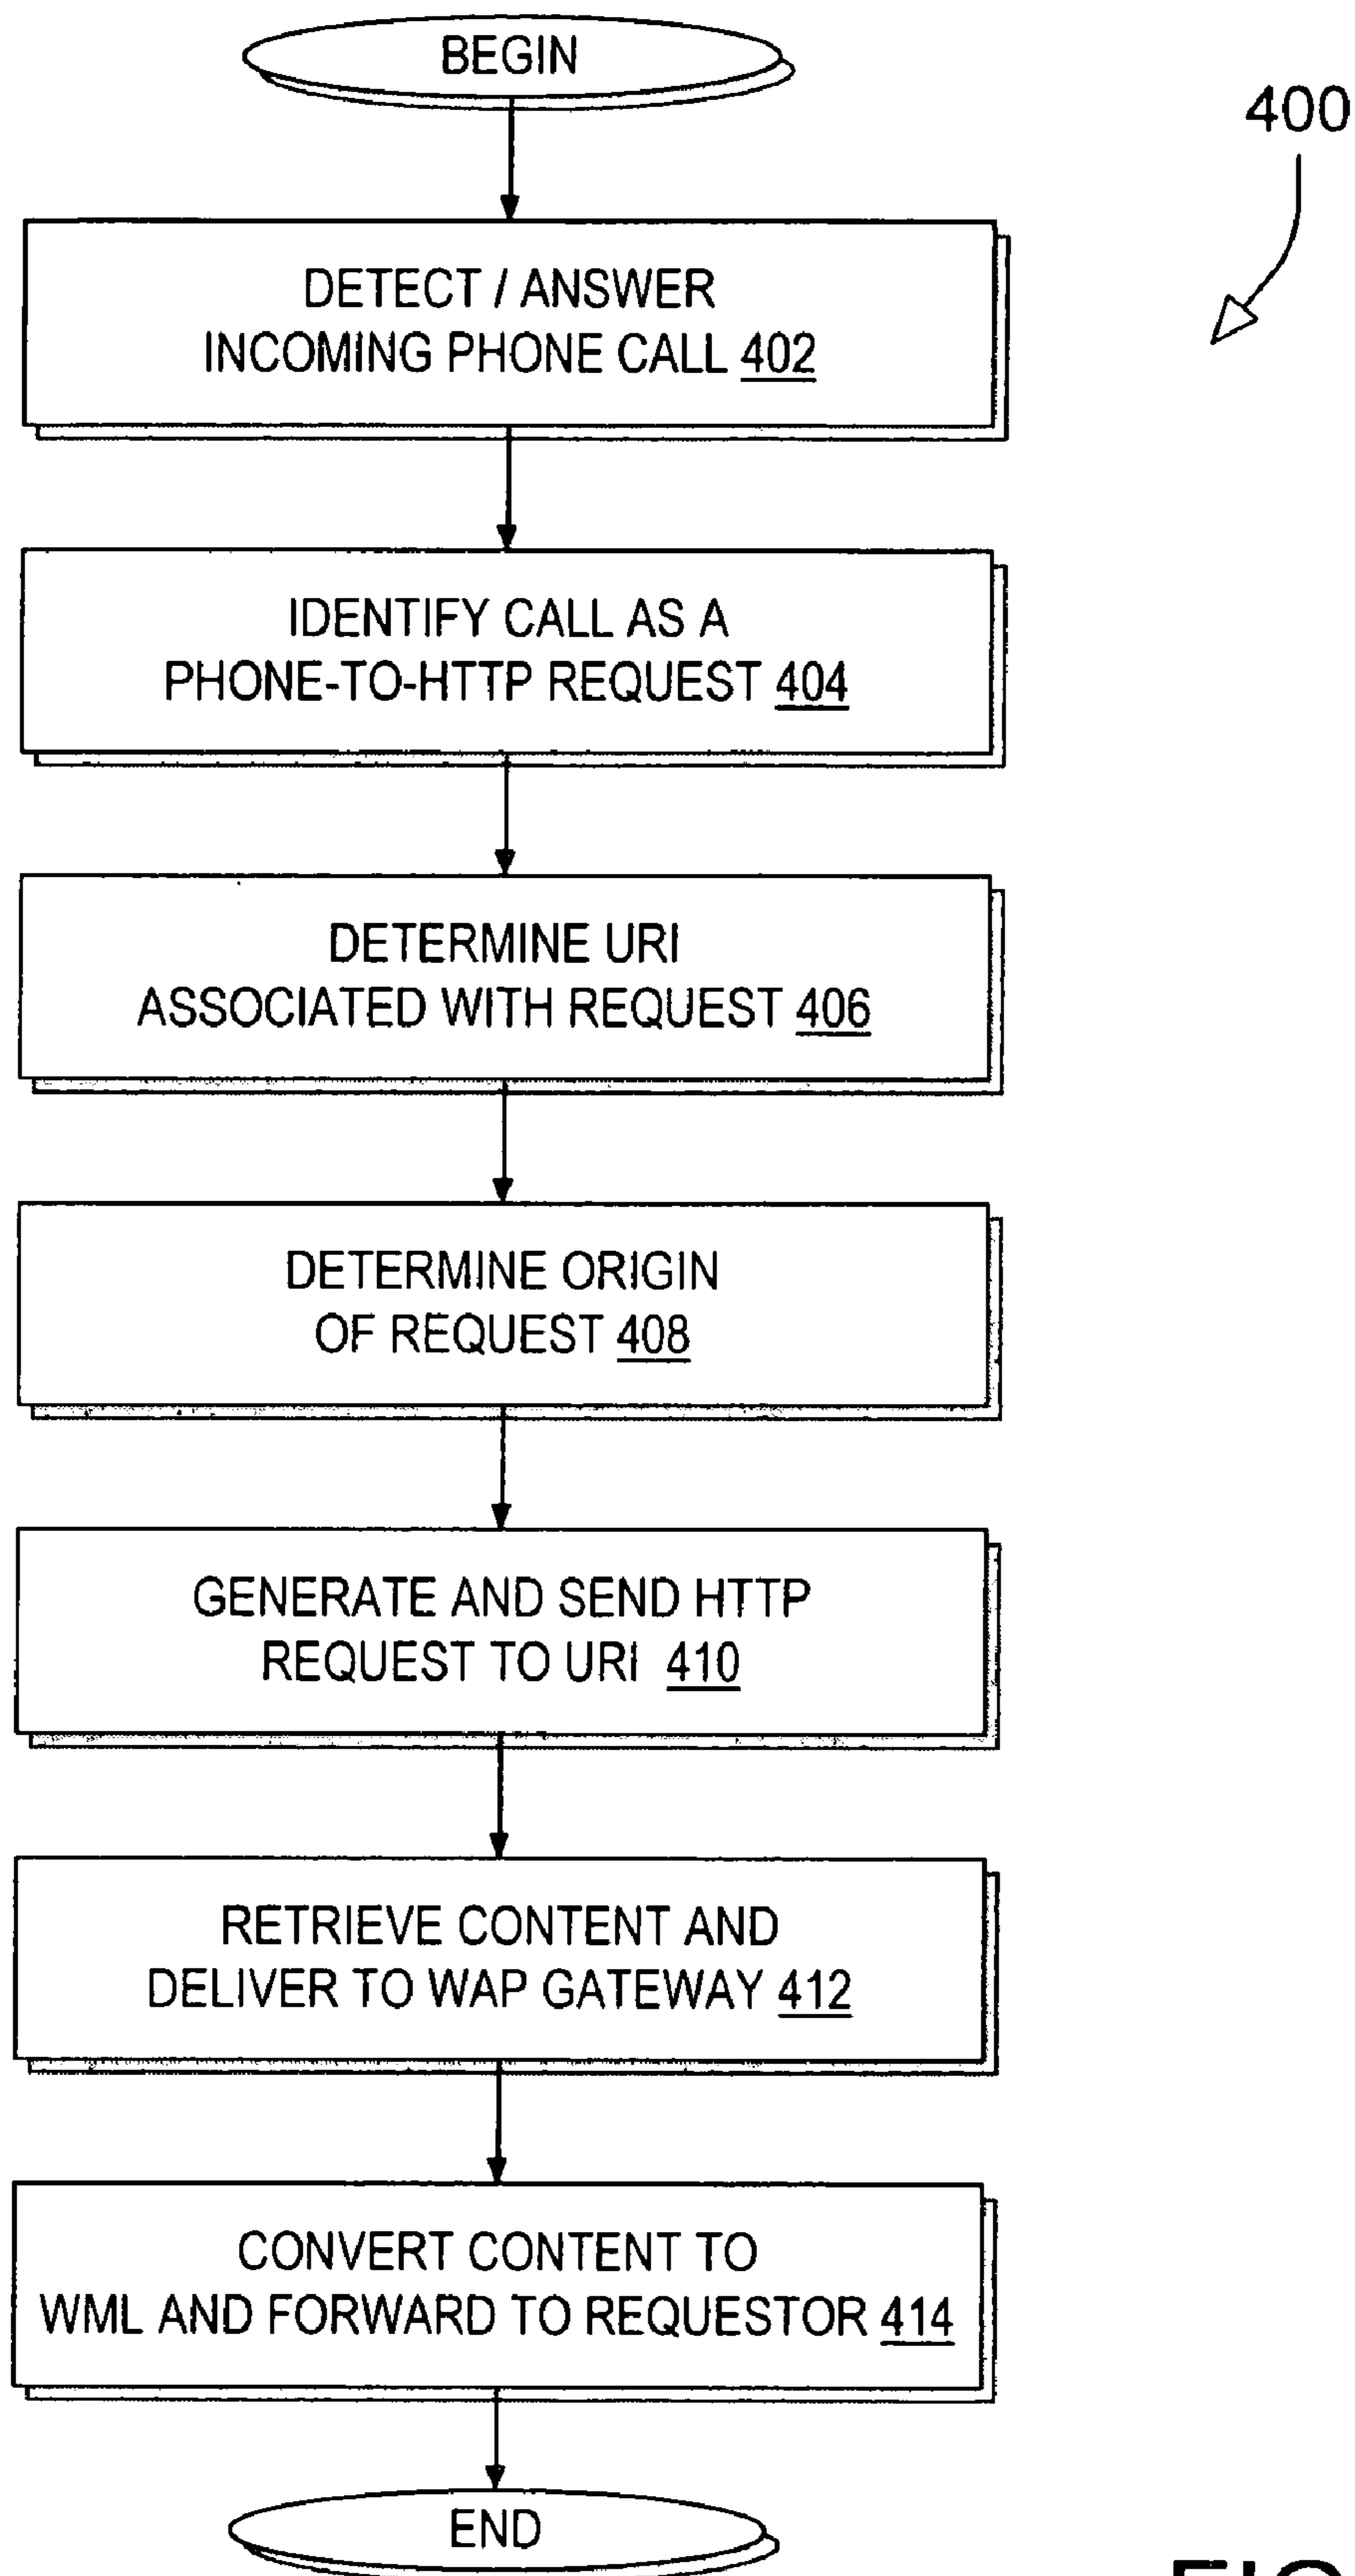 BEGIN
400
DETECT / ANSWER
INCOMING PHONE CALL 402
IDENTIFY CALL AS A
PHONE-TO-HTTP REQUEST 404
DETERMINE URI
ASSOCIATED WITH REQUEST 406
DETERMINE ORIGIN
OF REQUEST 408
GENERATE AND SEND HTTP
REQUEST TO URI 410
RETRIEVE CONTENT AND
DELIVER TO WAP GATEWAY 412
CONVERT CONTENT TO
WML AND FORWARD TO REQUESTOR 414
END